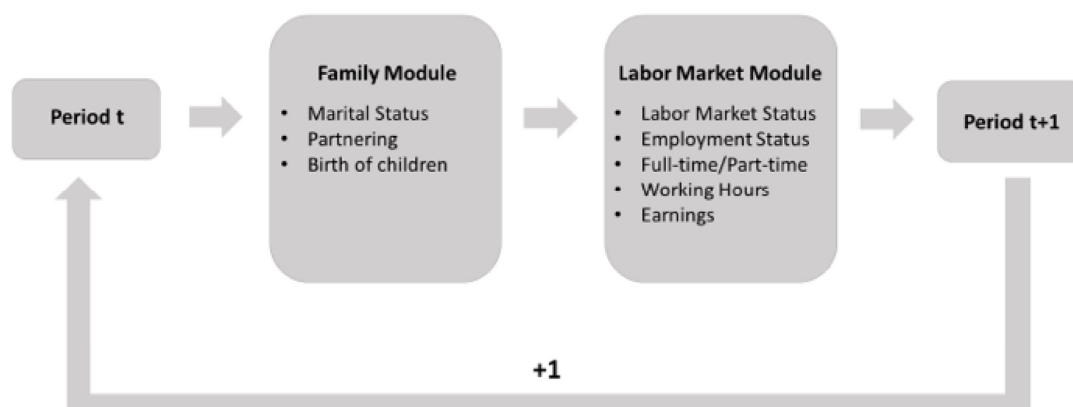 Period t
Family Module
• Marital Status
• Partnering
• Birth of children
Labor Market Module
• Labor Market Status
• Employment Status
• Full-time/Part-time
• Working Hours
• Earnings
Period t+1
+1